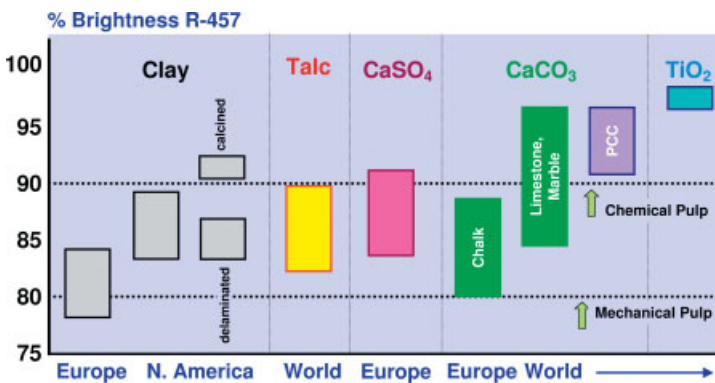 % Brightness R-457
100
95
90
85
80
75
Clay
Talc
CaSO₄
CaCO₃
TiO₂
calcined
delaminated
Chalk
Limestone,
Marble
PCC
Chemical Pulp
Mechanical Pulp
Europe
N. America
World
Europe
Europe
World